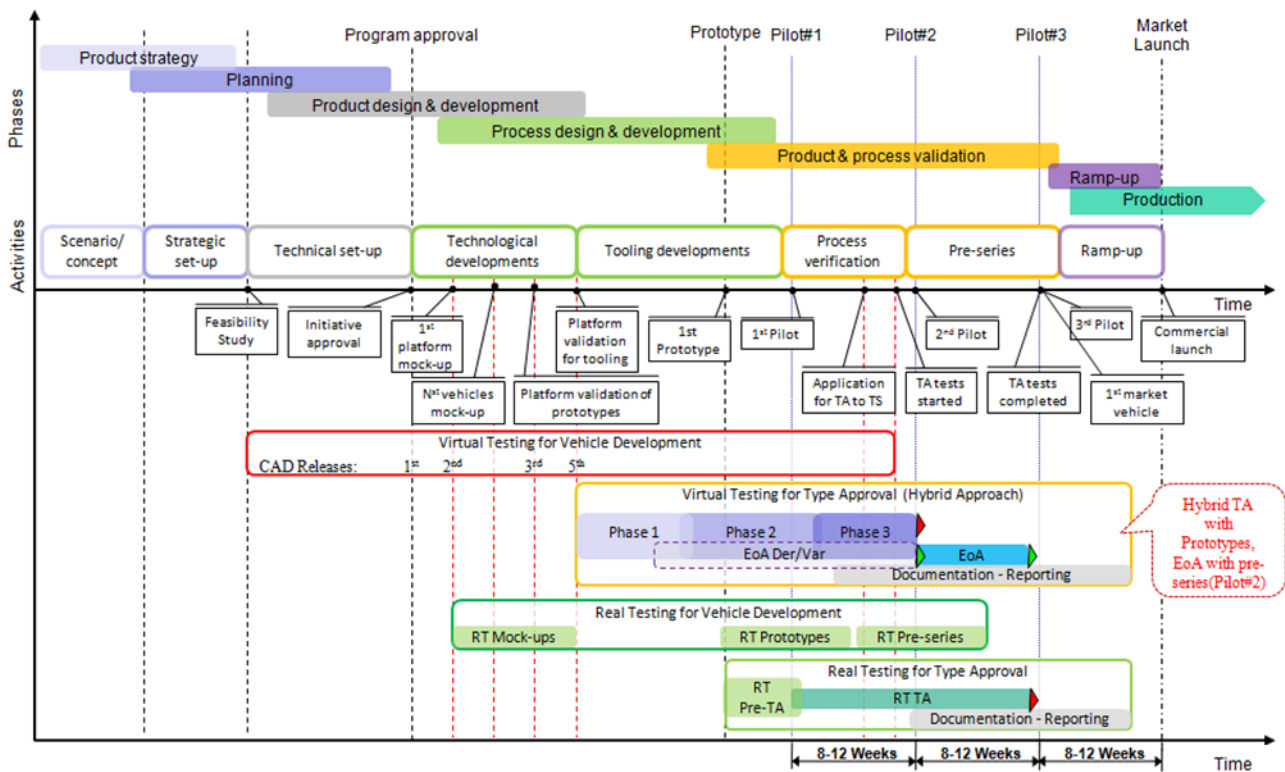 Program approval
Prototype
Pilot#1
Pilot#2
Pilot#3
Market
Launch
Phases
Product strategy
Planning
Product design & development
Process design & development
Product & process validation
Ramp-up
Production
Activities
Scenario/
concept
Strategic
set-up
Technical set-up
Technological
developments
Tooling developments
Process
verification
Pre-series
Ramp-up
Time
Feasibility
Study
Initiative
approval
1st
platform
mock-up
Platform
validation
for tooling
1st
Prototype
1st Pilot
2nd Pilot
3rd Pilot
Commercial
launch
Nst vehicles
mock-up
Platform validation of
prototypes
Application
for TA to TS
TA tests
started
TA tests
completed
1st market
vehicle
Virtual Testing for Vehicle Development
CAD Releases: 1st 2nd 3rd 5th
Virtual Testing for Type Approval (Hybrid Approach)
Phase 1
Phase 2
Phase 3
EoA Der/Var
EoA
Documentation - Reporting
Hybrid TA
with
Prototypes,
EoA with pre-
series(Pilot#2)
Real Testing for Vehicle Development
RT Mock-ups
RT Prototypes
RT Pre-series
Real Testing for Type Approval
RT
Pre-TA
RT TA
Documentation - Reporting
8-12 Weeks
8-12 Weeks
8-12 Weeks
Time